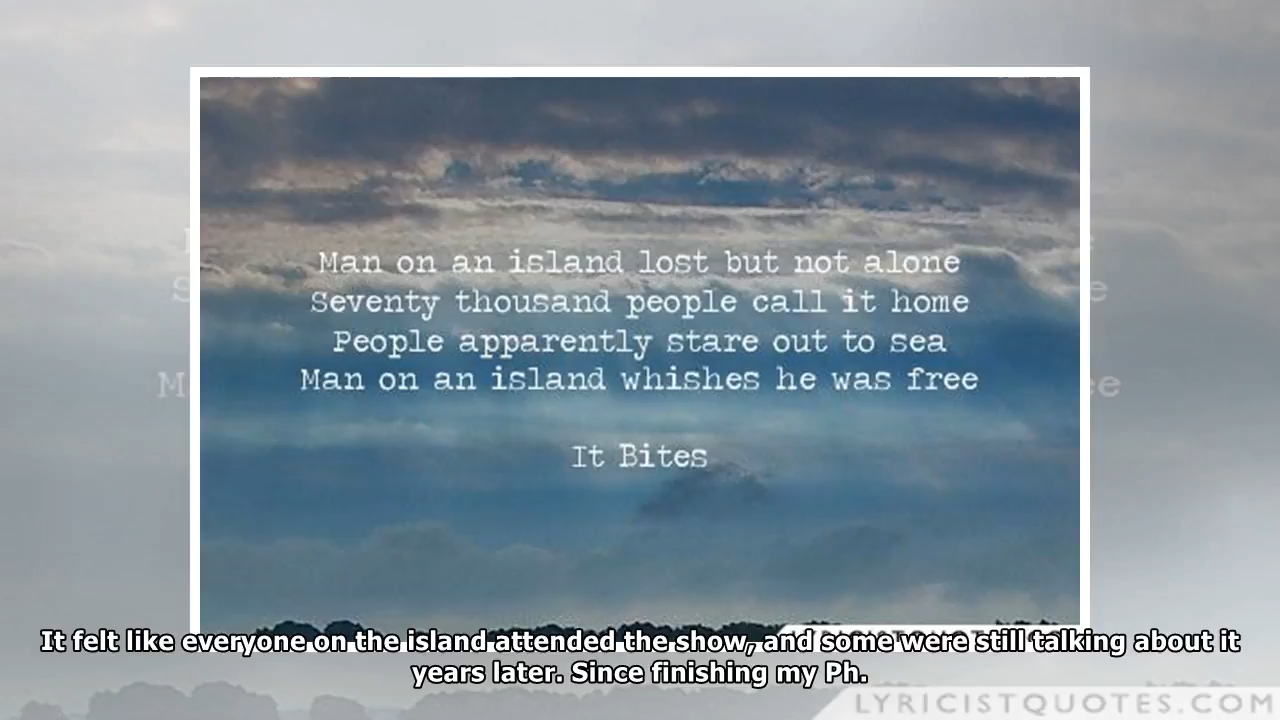 Man on an island lost but not alone
Seventy thousand people call it home
People apparently stare out to sea
Man on an island whishes he was free
It Bites
It felt like everyone on the island attended the show, and some were still talking about it
years later. Since finishing my Ph.
LYRICISTQUOTES.COM